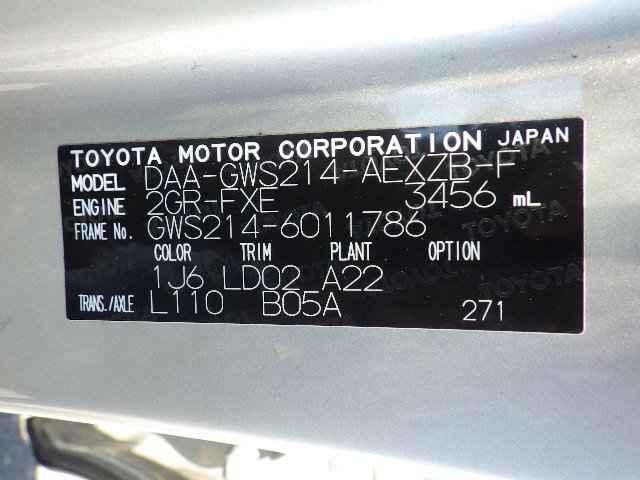 TOYOTA MOTOR CORPORATION JAPAN
MODEL DAA-GWS214-AEXZB-F
ENGINE 2GR-FXE 3456 mL
FRAME No. GWS214-6011786
COLOR TRIM PLANT OPTION
1J6 LD02 A22
TRANS./AXLE L110 B05A 271